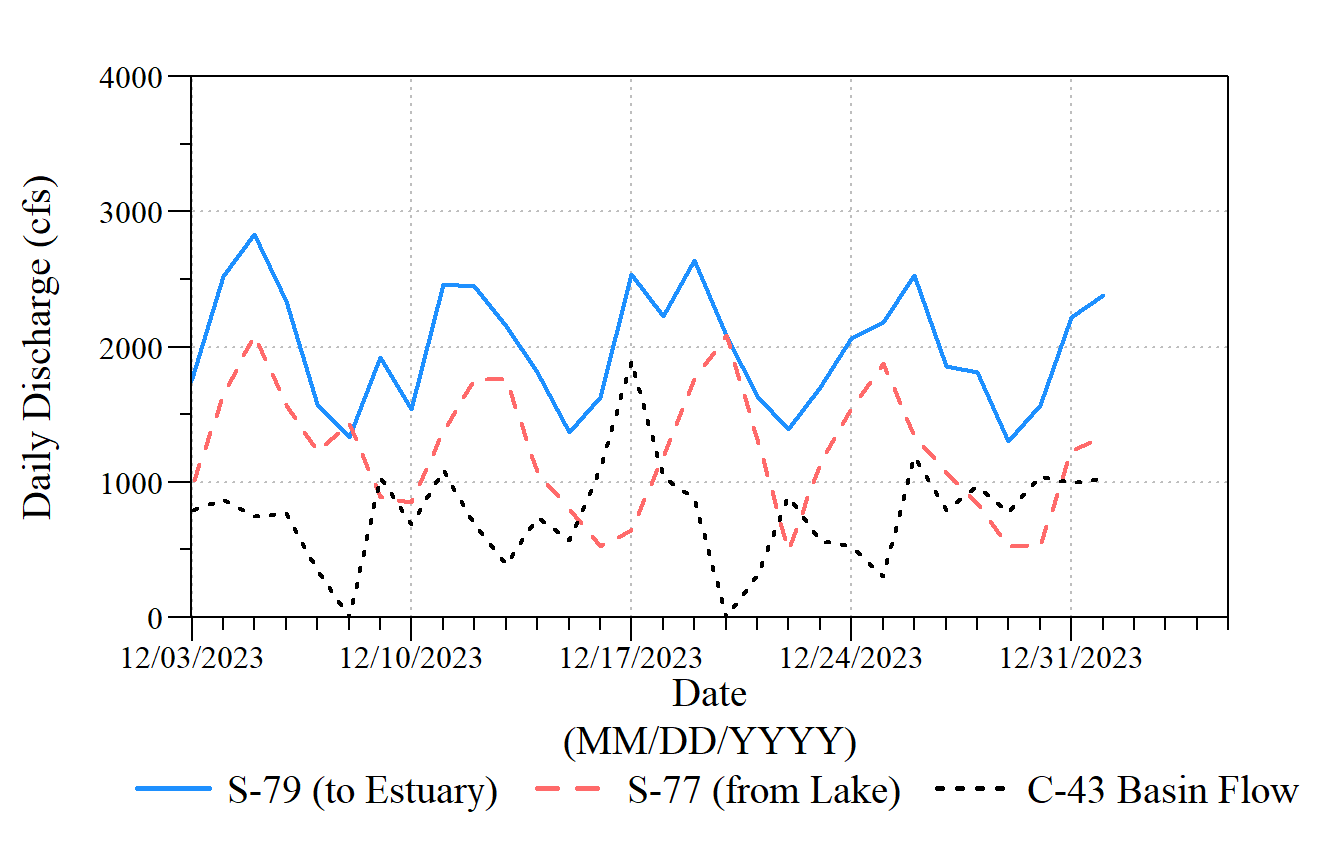 4000
3000
2000
1000
0
Daily Discharge (cfs)
12/03/2023 12/10/2023 12/17/2023 12/24/2023 12/31/2023
Date
(MM/DD/YYYY)
S-79 (to Estuary) S-77 (from Lake) C-43 Basin Flow